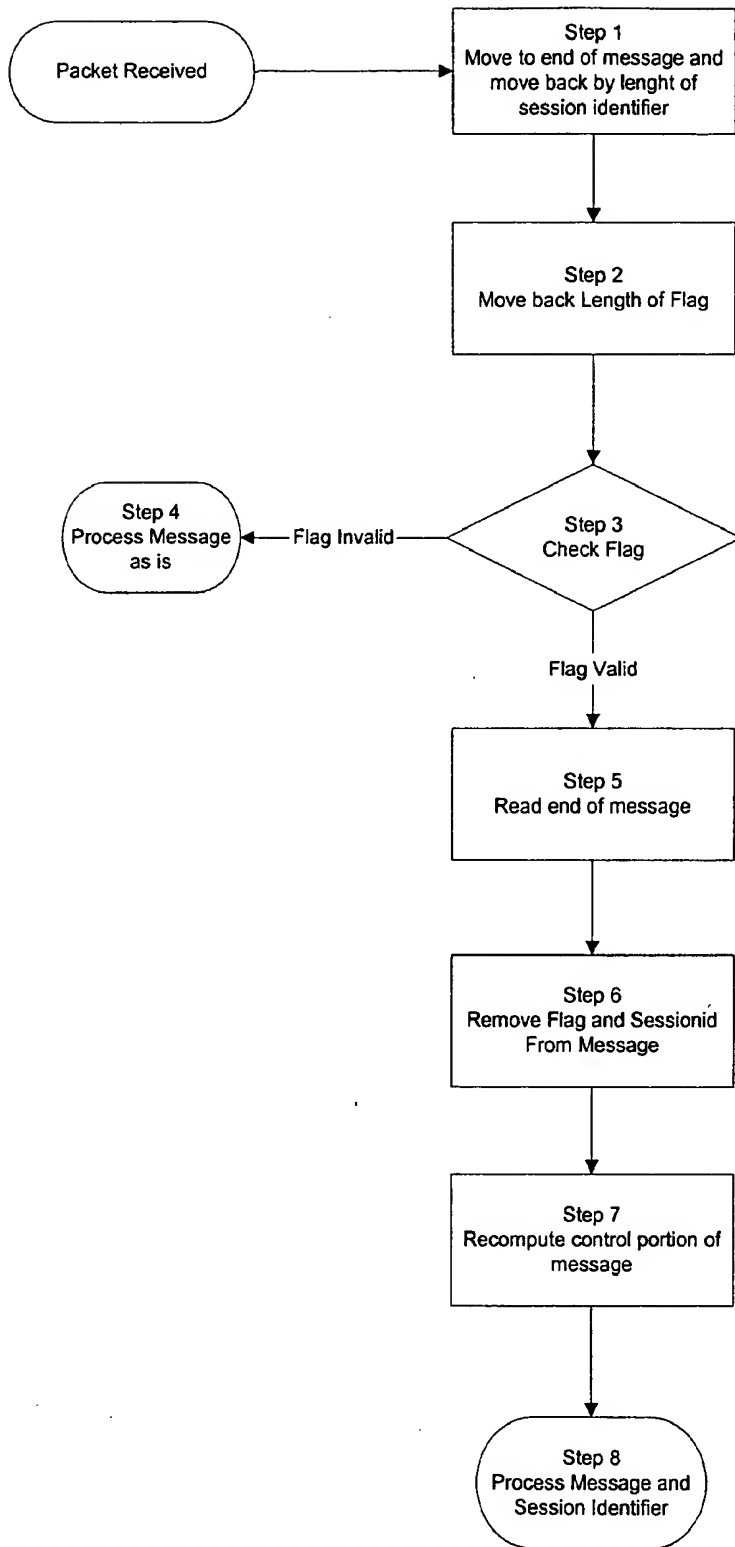 Packet Received
Step 1
Move to end of message and
move back by lenght of
session identifier
Step 2
Move back Length of Flag
Step 3
Check Flag
Flag Invalid
Step 4
Process Message
as is
Flag Valid
Step 5
Read end of message
Step 6
Remove Flag and Sessionid
From Message
Step 7
Recompute control portion of
message
Step 8
Process Message and
Session Identifier